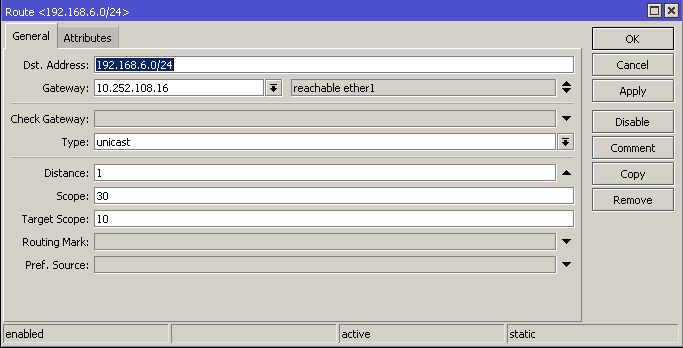 Route <192.168.6.0/24>
General Attributes
Dst. Address: 192.168.6.0/24
Gateway: 10.252.108.16 reachable ether1
Check Gateway:
Type: unicast
Distance: 1
Scope: 30
Target Scope: 10
Routing Mark:
Pref. Source:
OK
Cancel
Apply
Disable
Comment
Copy
Remove
enabled active static